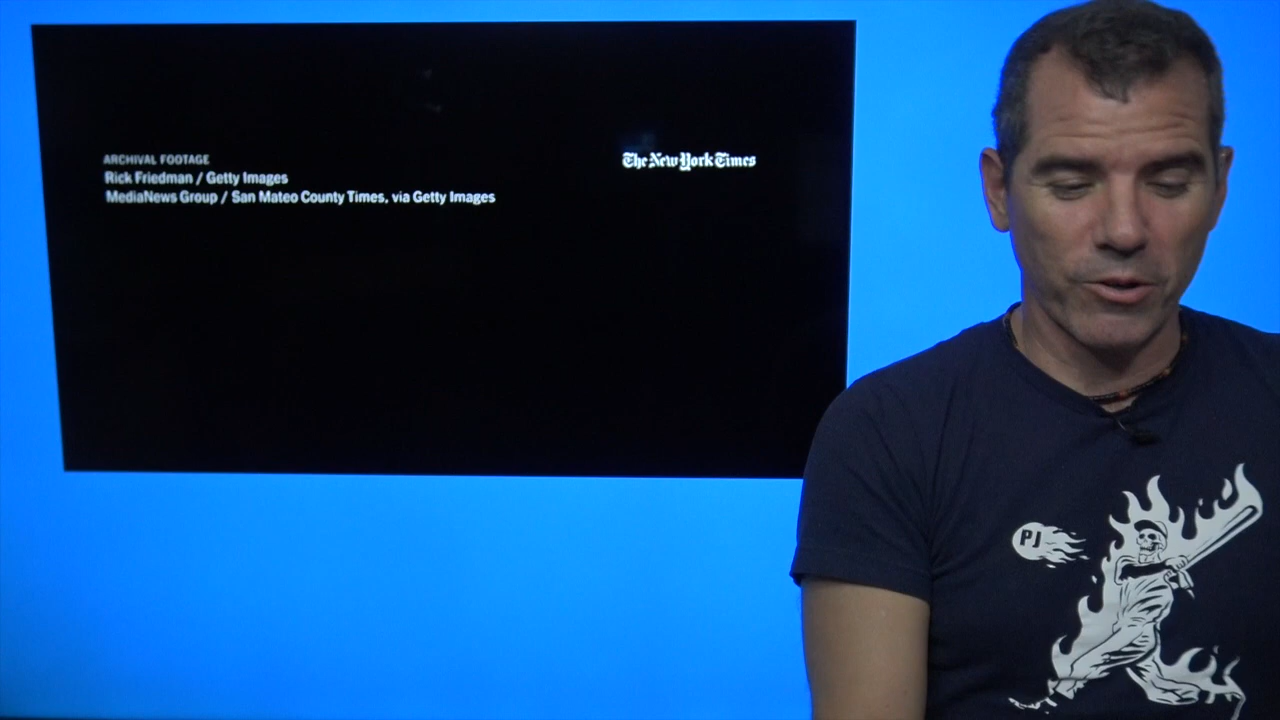 ARCHIVAL FOOTAGE
Rick Friedman / Getty Images
MediaNews Group / San Mateo County Times, via Getty Images
The New York Times
PJ